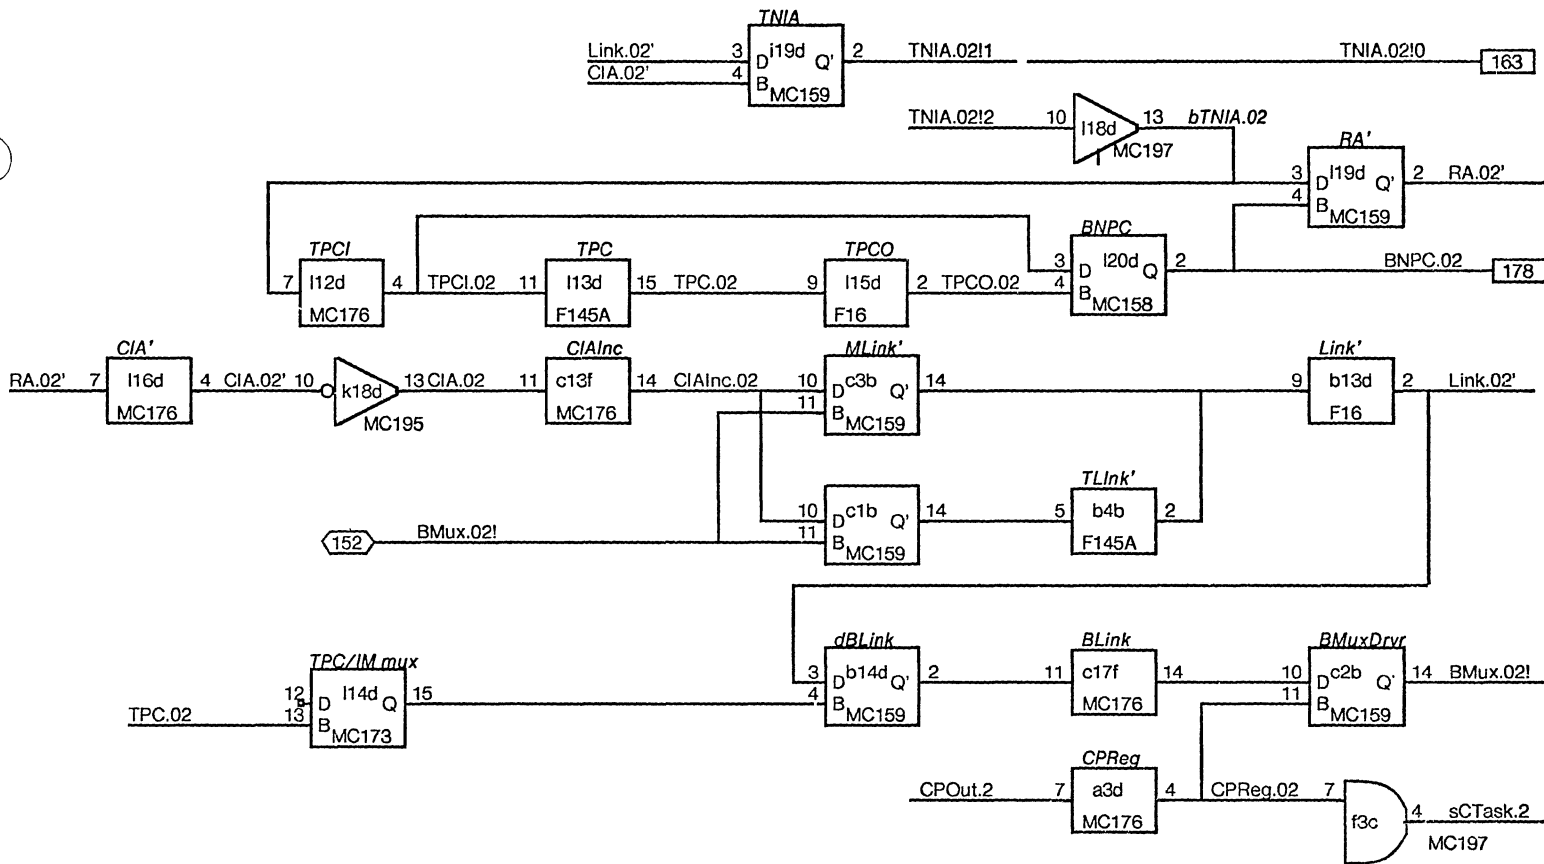 TNIA
Link.02' 3 D i19d Q' 2 TNIA.02!1 TNIA.02!0 163
CIA.02' 4 B MC159
TNIA.02!2 10 l18d 13 bTNIA.02
MC197
RA'
3 D l19d Q' 2 RA.02'
4 B MC159
TPCI TPC TPCO BNPC
7 l12d 4 TPCI.02 11 l13d 15 TPC.02 9 l15d 2 TPCO.02
MC176 F145A F16
3 D l20d Q 2 BNPC.02 178
4 B MC158
CIA' CIAInc MLink' Link'
RA.02' 7 l16d 4 CIA.02' 10 k18d 13 CIA.02 11 c13f 14 CIAInc.02 10 D c3b Q' 14 9 b13d 2 Link.02'
MC176 MC195 MC176 11 B MC159 F16
TLink'
10 D c1b Q' 14 5 b4b 2
152 BMux.02! 11 B MC159 F145A
TPC/IM mux dBLink BLink BMuxDrvr
12 D l14d Q 15 3 D b14d Q' 2 11 c17f 14 10 D c2b Q' 14 BMux.02!
TPC.02 13 B MC173 4 B MC159 MC176 11 B MC159
CPReg
CPOut.2 7 a3d 4 CPReg.02 7 f3c 4 sCTask.2
MC176 MC197